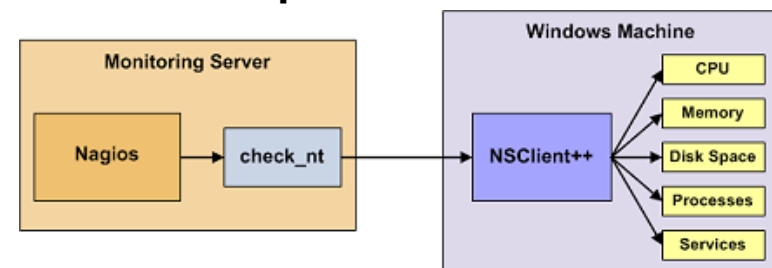 Monitoring Server
Nagios
check_nt
Windows Machine
NSClient++
CPU
Memory
Disk Space
Processes
Services